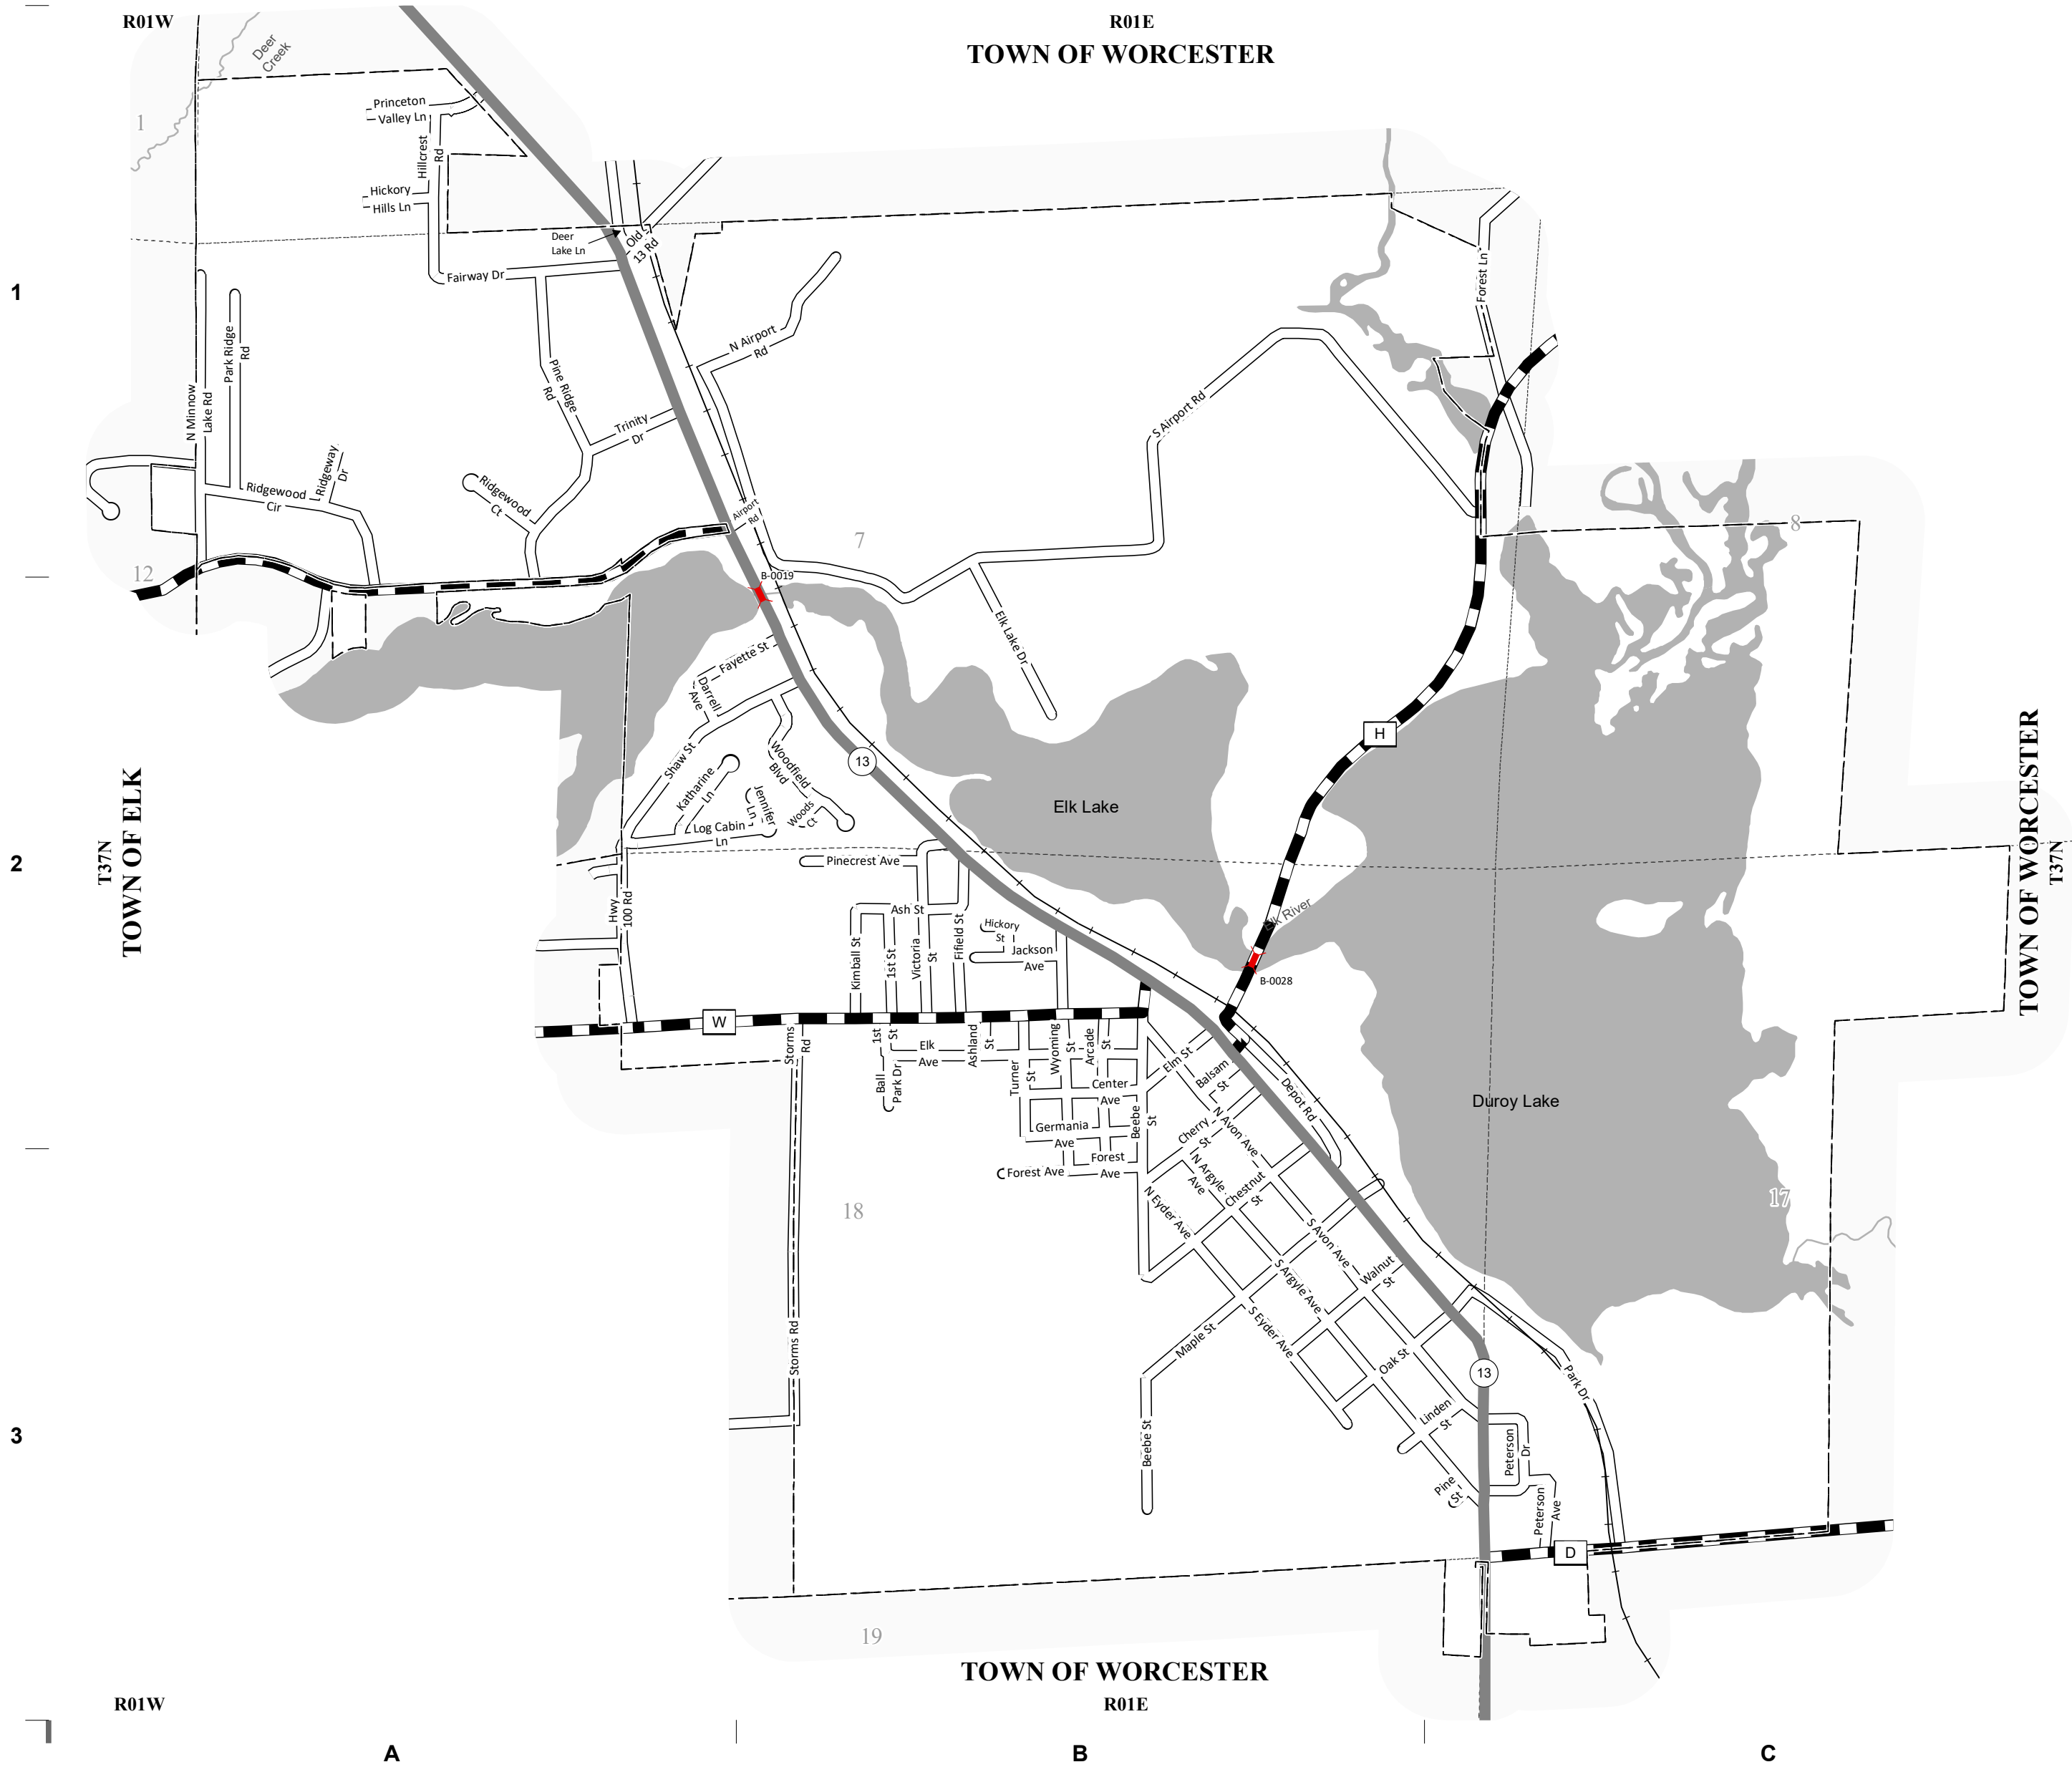 R01W
R01E
TOWN OF WORCESTER
Deer
Creek
1
Princeton
Valley Ln
Hillcrest
Rd
Hickory
Hills Ln
Deer
Lake Ln
Old
13 Rd
Fairway Dr
Forest Ln
1
N Airport
Rd
Park Ridge
Rd
Pine Ridge
Rd
N Minnow
Lake Rd
Trinity
Dr
S Airport Rd
Ridgeway
Dr
Ridgewood
Cir
Ridgewood
Ct
Airport
Rd
7
8
12
B-0019
Elk Lake Dr
Fayette St
Darrell
Ave
Shaw St
H
13
Woodfield
Blvd
Katharine
Ln
Jennifer
Ln
Woods
Ct
Elk Lake
Log Cabin
Ln
TOWN OF ELK
T37N
TOWN OF WORCESTER
T37N
2
Pinecrest Ave
Hwy
100 Rd
Ash St
Elk River
Kimball St
1st St
Victoria
St
Fifield St
Hickory
St
Jackson
Ave
B-0028
W
Storms
Rd
1st
St
Elk
Ave
Ashland
St
Turner
St
Wyoming
St
Arcade
St
Ball
Park Dr
Center
Ave
Elm St
Balsam
St
Depot Rd
Duroy Lake
Beebe
St
Germania
Ave
Cherry
St
N Avon Ave
Forest Ave
Forest
Ave
N Argyle
Ave
Chestnut
St
N Eyder Ave
17
18
S Avon Ave
S Argyle Ave
Walnut
St
S Eyder Ave
Maple St
Storms Rd
Oak St
13
Park Dr
Linden
St
3
Beebe St
Peterson
Dr
Pine
St
Peterson
Ave
D
19
TOWN OF WORCESTER
R01W
R01E
A
B
C